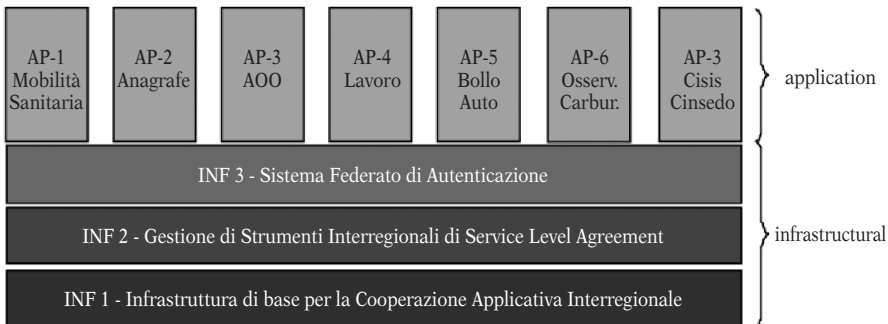 AP-1
Mobilità
Sanitaria
AP-2
Anagrafe
AP-3
AOO
AP-4
Lavoro
AP-5
Bollo
Auto
AP-6
Osserv.
Carbur.
AP-3
Cisis
Cinsedo
application
INF 3 - Sistema Federato di Autenticazione
INF 2 - Gestione di Strumenti Interregionali di Service Level Agreement
infrastructural
INF 1 - Infrastruttura di base per la Cooperazione Applicativa Interregionale